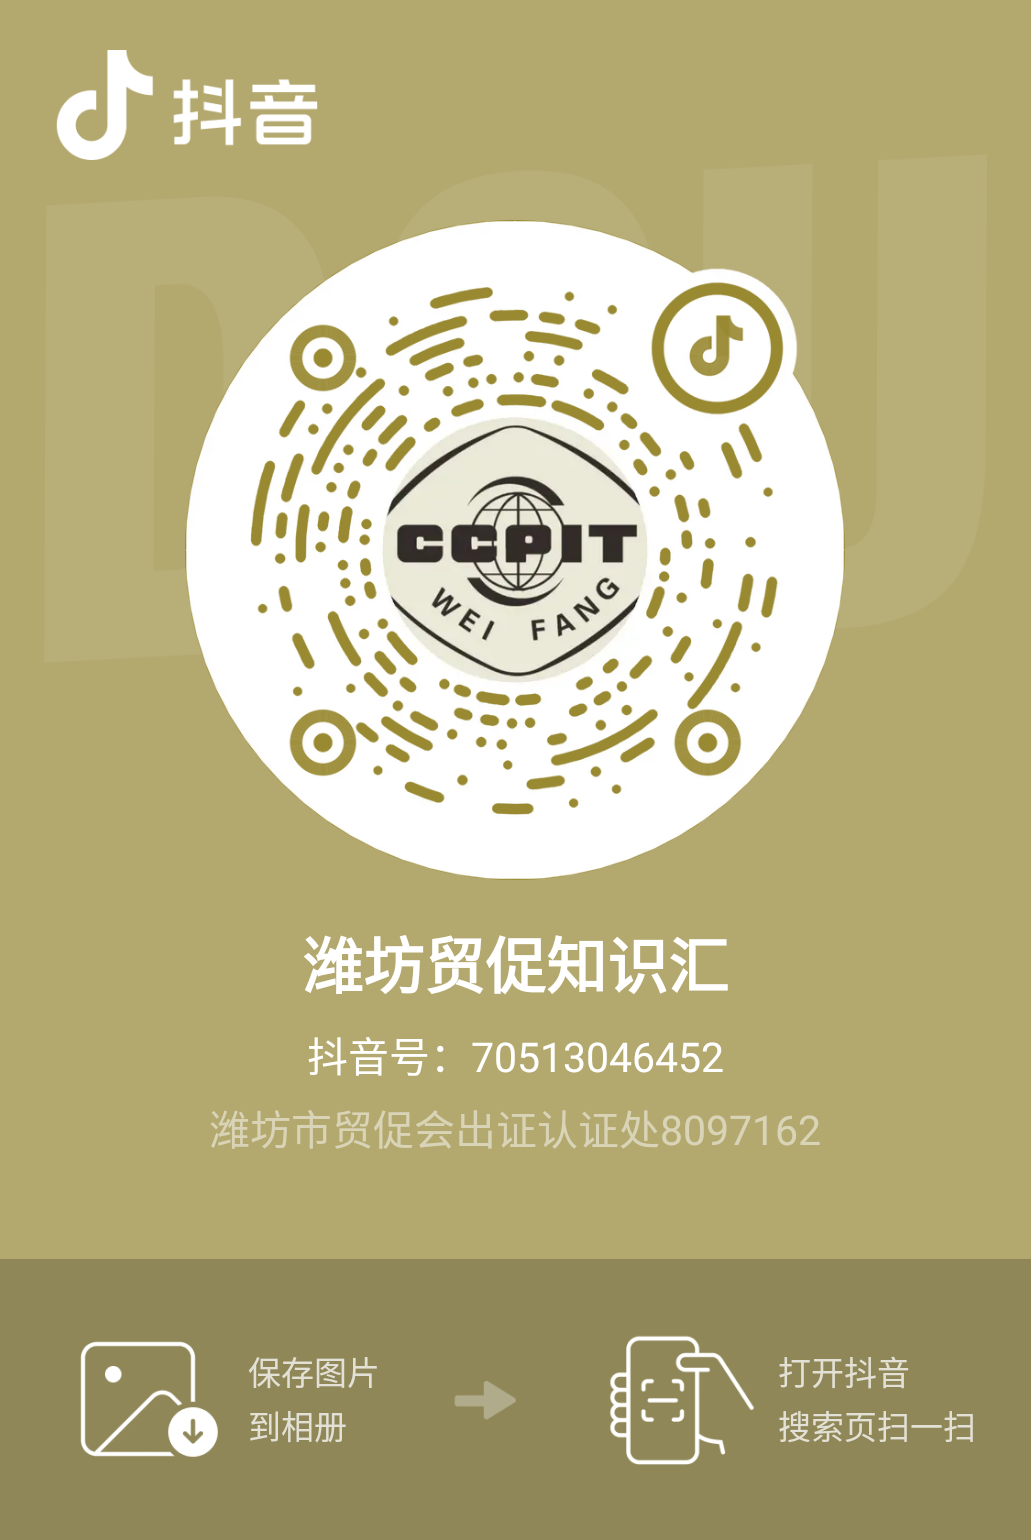 抖音
DOU
CCPIT
WEI FANG
潍坊贸促知识汇
抖音号：70513046452
潍坊市贸促会出证认证处8097162
保存图片
到相册
打开抖音
搜索页扫一扫